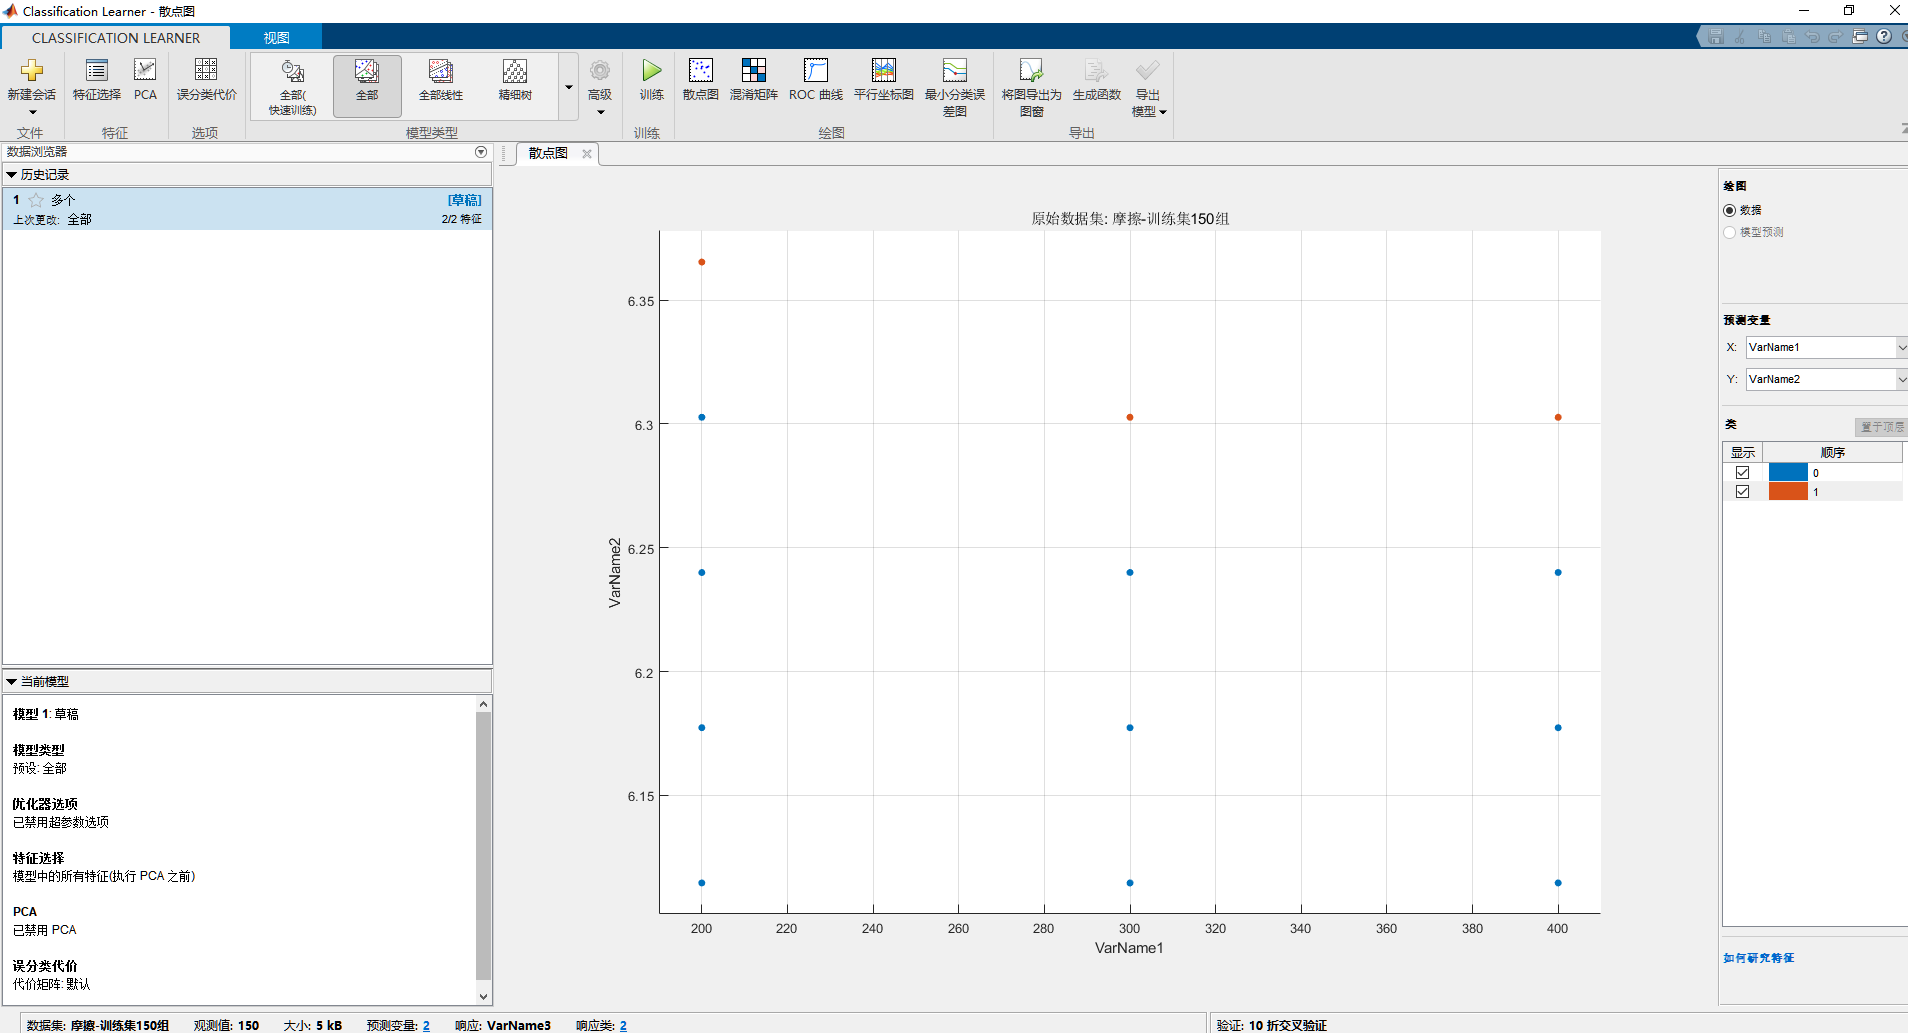 Classification Learner - 散点图
CLASSIFICATION LEARNER
视图
新建会话
特征选择
PCA
误分类代价
全部(
快速训练)
全部
全部线性
精细树
高级
训练
散点图
混淆矩阵
ROC 曲线
平行坐标图
最小分类误
差图
将图导出为
图窗
生成函数
导出
模型
文件
特征
选项
模型类型
训练
绘图
导出
数据浏览器
历史记录
1 多个 [草稿]
上次更改: 全部 2/2 特征
当前模型
模型 1: 草稿
模型类型
预设: 全部
优化器选项
已禁用超参数选项
特征选择
模型中的所有特征(执行 PCA 之前)
PCA
已禁用 PCA
误分类代价
代价矩阵: 默认
散点图
原始数据集: 摩擦-训练集150组
6.35
6.3
6.25
6.2
6.15
VarName2
200 220 240 260 280 300 320 340 360 380 400
VarName1
绘图
数据
模型预测
预测变量
X: VarName1
Y: VarName2
类
置于顶层
显示 顺序
0
1
如何研究特征
数据集: 摩擦-训练集150组 观测值: 150 大小: 5 kB 预测变量: 2 响应: VarName3 响应类: 2
验证: 10 折交叉验证